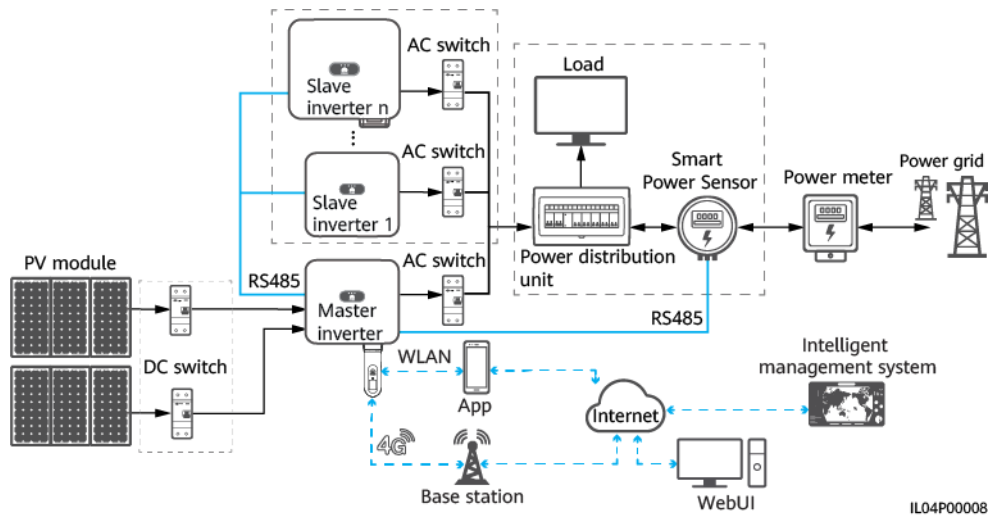 AC switch
Load
Slave
inverter n
AC switch
Smart
Power Sensor
Power meter
Power grid
Slave
inverter 1
PV module
RS485
AC switch
Power distribution
unit
Master
inverter
RS485
DC switch
WLAN
App
Internet
Intelligent
management system
4G
Base station
WebUI
IL04P00008